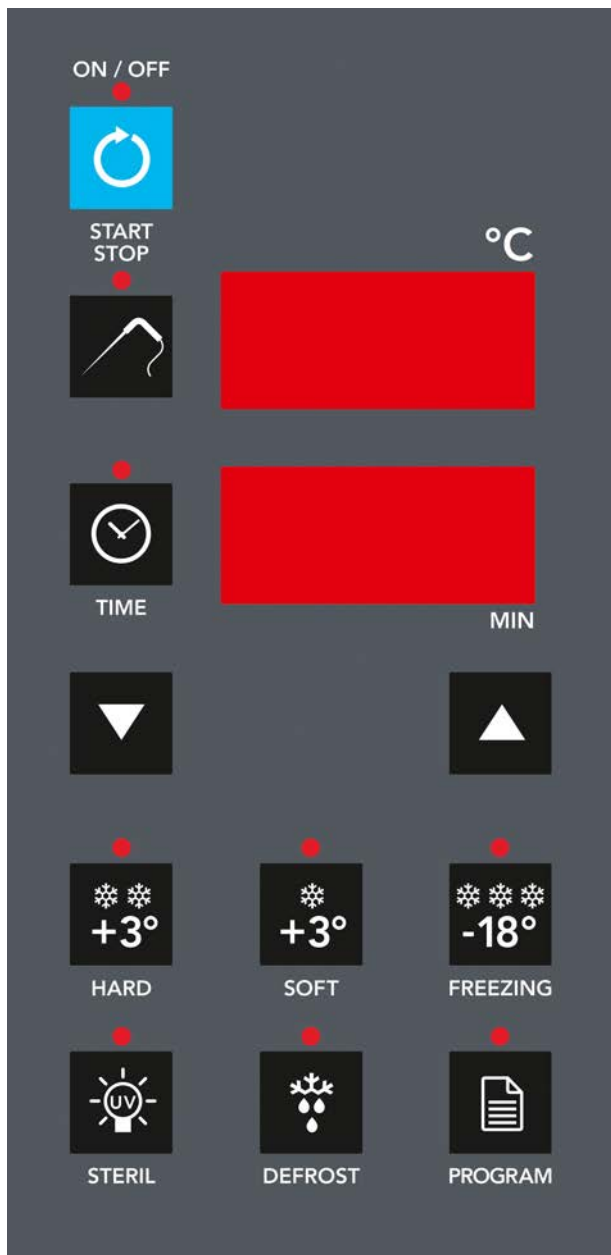 ON / OFF
START
STOP
°C
TIME
MIN
+3°
+3°
-18°
HARD
SOFT
FREEZING
UV
STERIL
DEFROST
PROGRAM